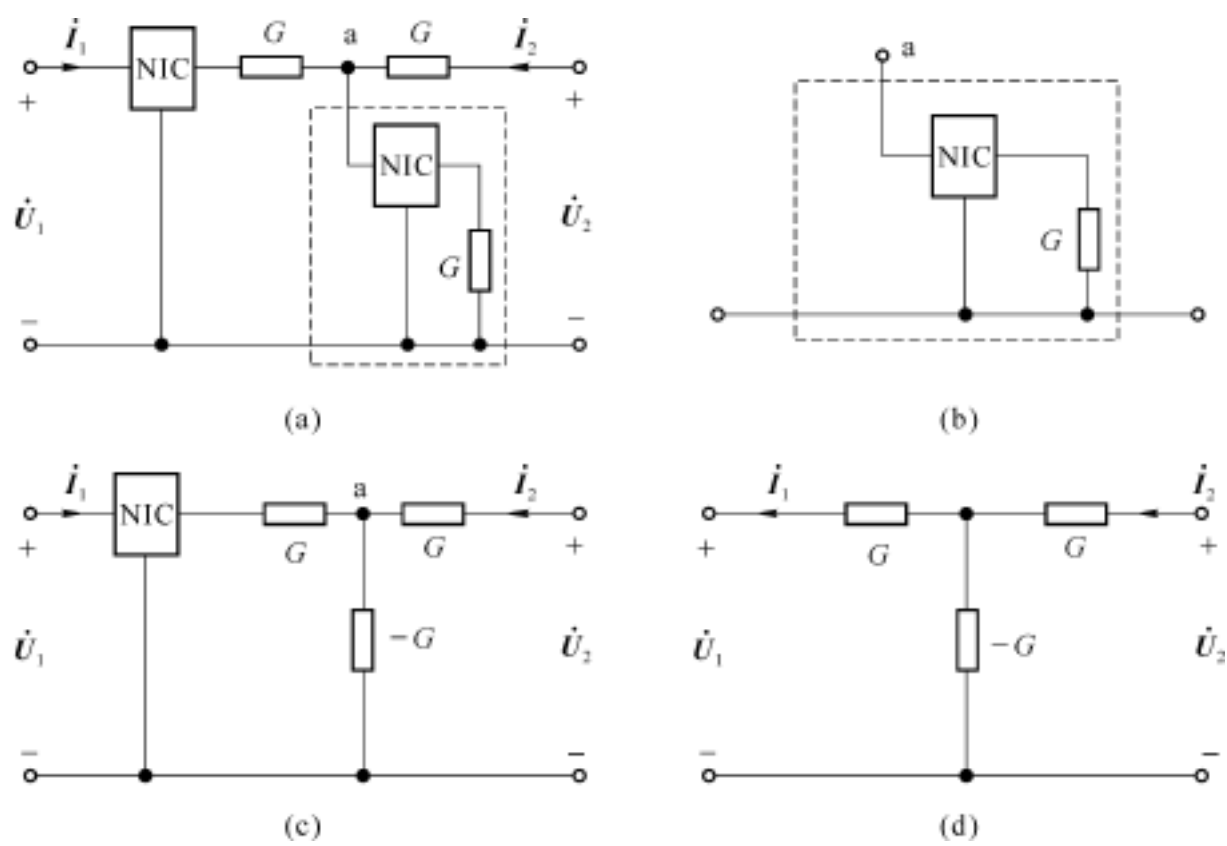 İ₁ G a G İ₂
NIC
+ +
NIC
U̇₁ U̇₂
G
− −
(a)
a
NIC
G
(b)
İ₁ a İ₂
NIC
G G
+ +
−G
U̇₁ U̇₂
− −
(c)
İ₁ İ₂
G G
+ +
−G
U̇₁ U̇₂
− −
(d)